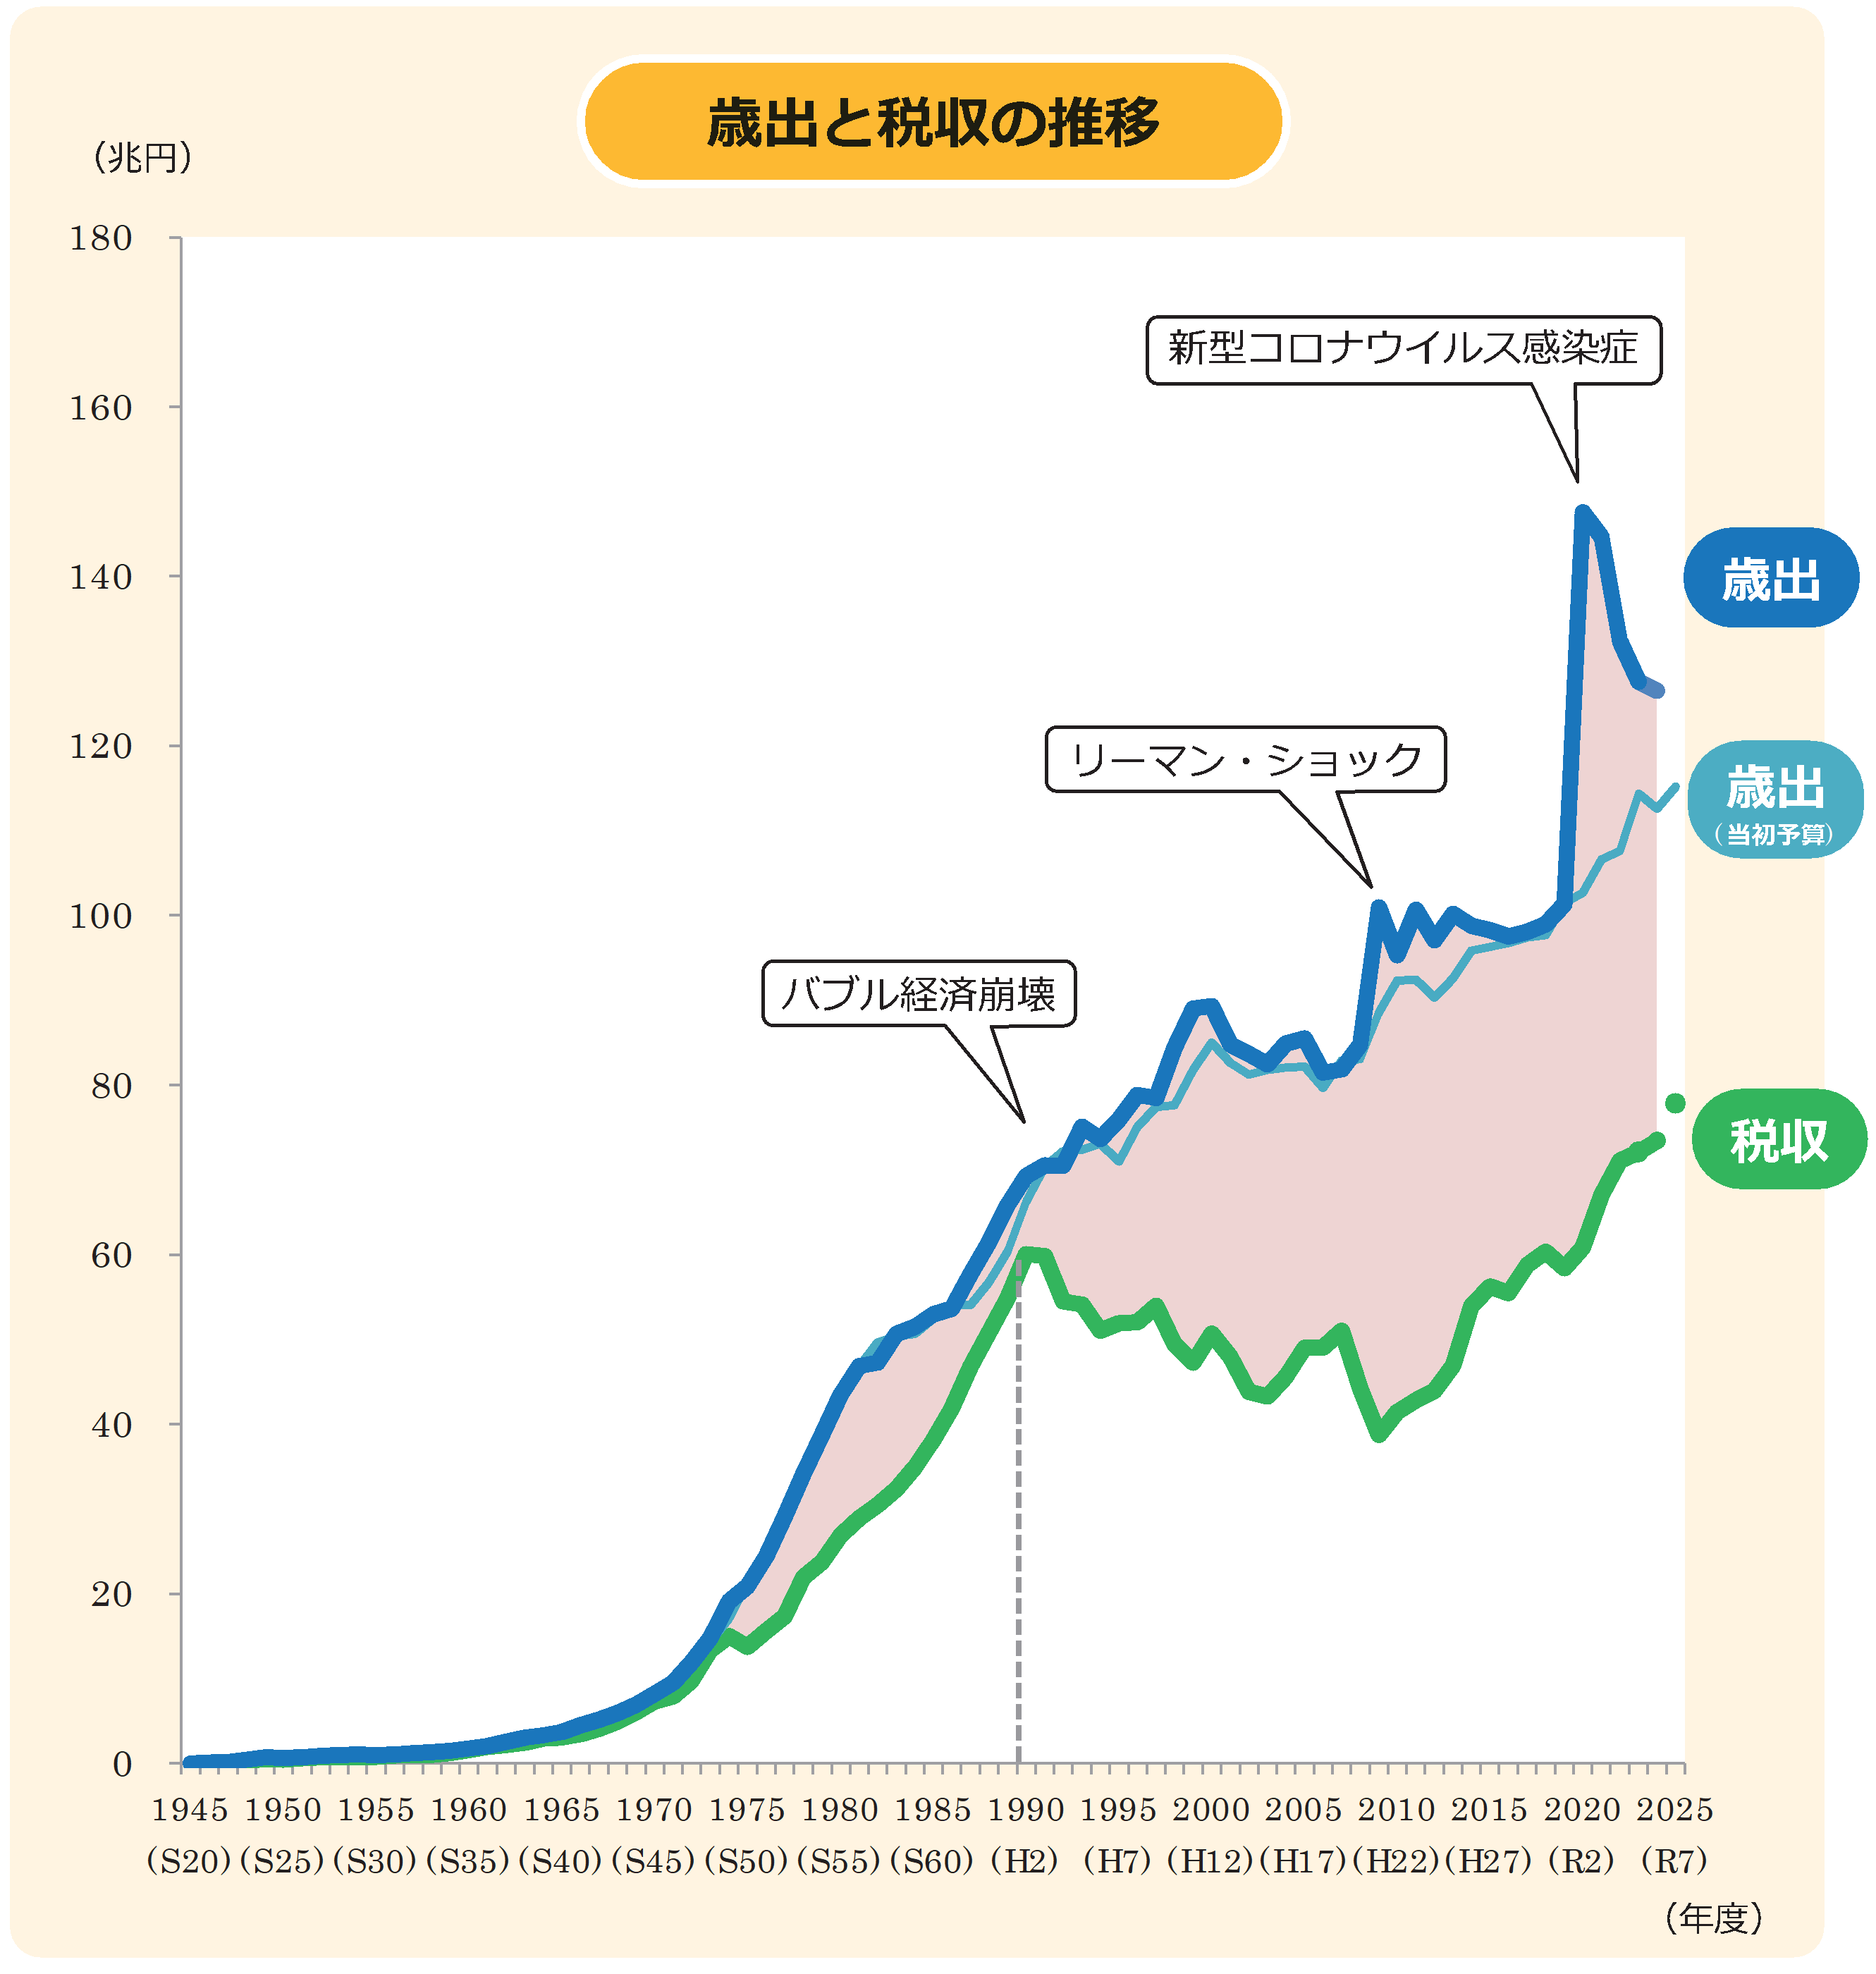 歳出と税収の推移
（兆円）
180
160
140
120
100
80
60
40
20
0
新型コロナウイルス感染症
リーマン・ショック
バブル経済崩壊
歳出
歳出
（当初予算）
税収
1945 1950 1955 1960 1965 1970 1975 1980 1985 1990 1995 2000 2005 2010 2015 2020 2025
(S20) (S25) (S30) (S35) (S40) (S45) (S50) (S55) (S60) (H2) (H7) (H12) (H17) (H22) (H27) (R2) (R7)
（年度）